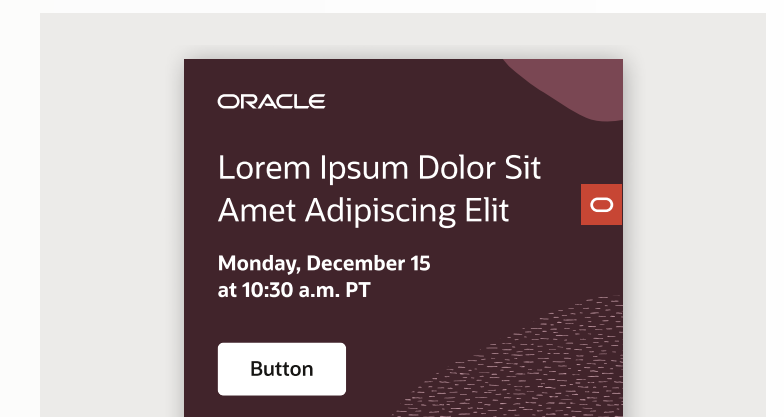 ORACLE
Lorem Ipsum Dolor Sit
Amet Adipiscing Elit
Monday, December 15
at 10:30 a.m. PT
Button